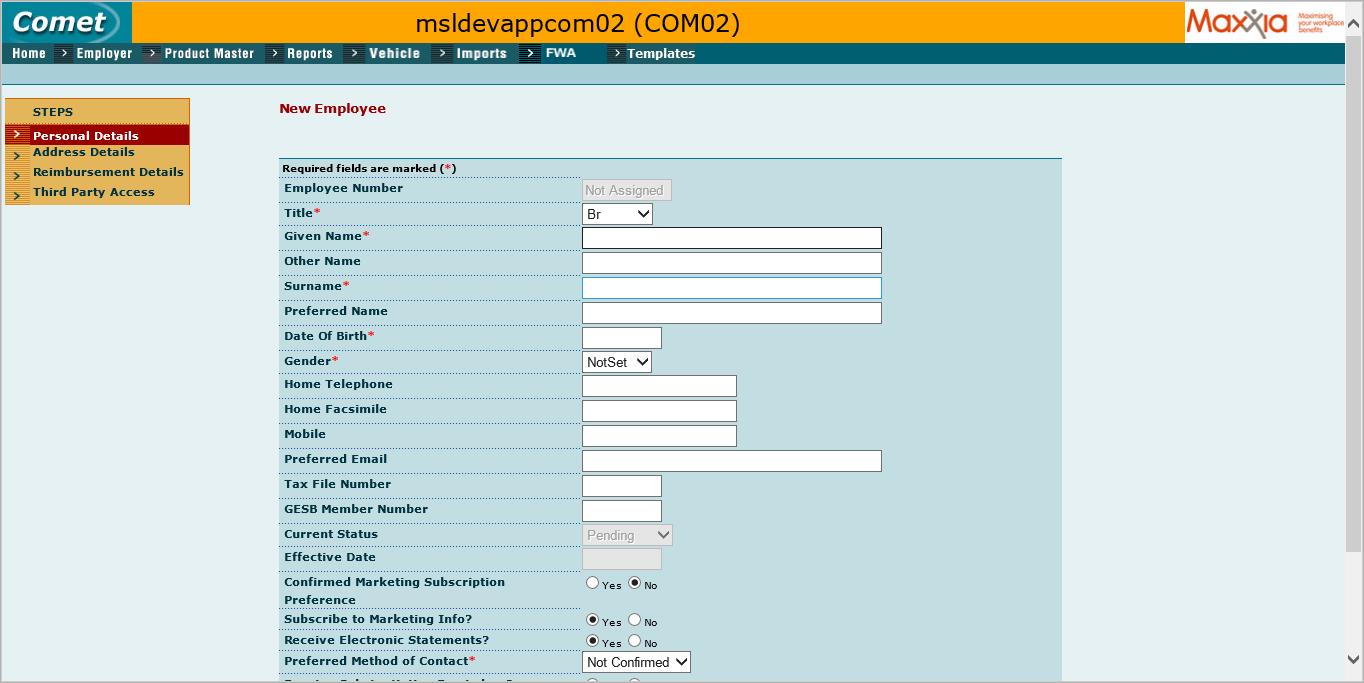 Comet
msldevappcom02 (COM02)
Maxxia Maximising your workplace benefits
Home > Employer > Product Master > Reports > Vehicle > Imports > FWA > Templates
STEPS
> Personal Details
> Address Details
> Reimbursement Details
> Third Party Access
New Employee
Required fields are marked (*)
Employee Number Not Assigned
Title* Br
Given Name*
Other Name
Surname*
Preferred Name
Date Of Birth*
Gender* NotSet
Home Telephone
Home Facsimile
Mobile
Preferred Email
Tax File Number
GESB Member Number
Current Status Pending
Effective Date
Confirmed Marketing Subscription
Preference Yes No
Subscribe to Marketing Info? Yes No
Receive Electronic Statements? Yes No
Preferred Method of Contact* Not Confirmed